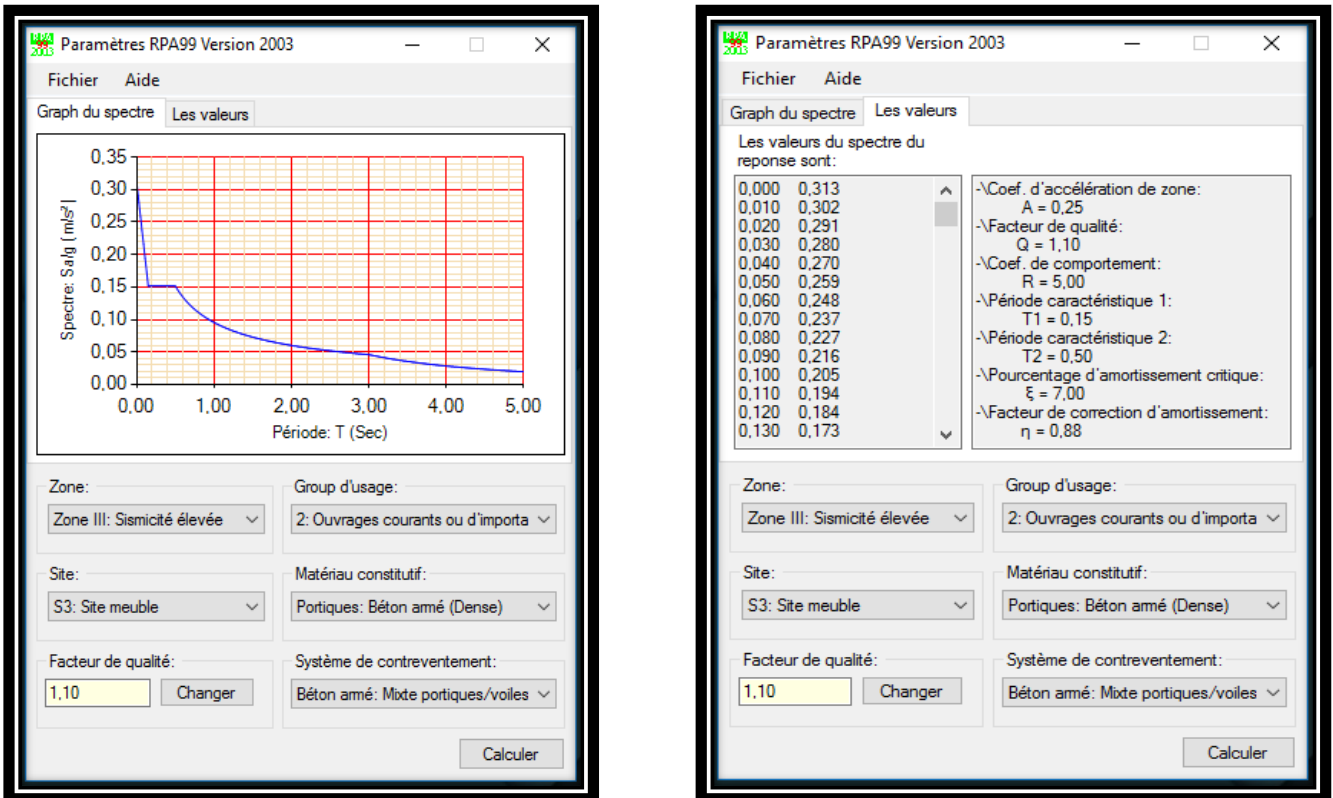 RPA
99
2003
Paramètres RPA99 Version 2003
Fichier Aide
Graph du spectre Les valeurs
Spectre: Sa/g [ m/s² ]
0,35
0,30
0,25
0,20
0,15
0,10
0,05
0,00
0,00 1,00 2,00 3,00 4,00 5,00
Période: T (Sec)
Zone:
Zone III: Sismicité élevée
Group d'usage:
2: Ouvrages courants ou d'importa
Site:
S3: Site meuble
Matériau constitutif:
Portiques: Béton armé (Dense)
Facteur de qualité:
1,10 Changer
Système de contreventement:
Béton armé: Mixte portiques/voiles
Calculer
RPA
99
2003
Paramètres RPA99 Version 2003
Fichier Aide
Graph du spectre Les valeurs
Les valeurs du spectre du
reponse sont:
0,000 0,313
0,010 0,302
0,020 0,291
0,030 0,280
0,040 0,270
0,050 0,259
0,060 0,248
0,070 0,237
0,080 0,227
0,090 0,216
0,100 0,205
0,110 0,194
0,120 0,184
0,130 0,173
-\Coef. d'accélération de zone:
A = 0,25
-\Facteur de qualité:
Q = 1,10
-\Coef. de comportement:
R = 5,00
-\Période caractéristique 1:
T1 = 0,15
-\Période caractéristique 2:
T2 = 0,50
-\Pourcentage d'amortissement critique:
ξ = 7,00
-\Facteur de correction d'amortissement:
η = 0,88
Zone:
Zone III: Sismicité élevée
Group d'usage:
2: Ouvrages courants ou d'importa
Site:
S3: Site meuble
Matériau constitutif:
Portiques: Béton armé (Dense)
Facteur de qualité:
1,10 Changer
Système de contreventement:
Béton armé: Mixte portiques/voiles
Calculer